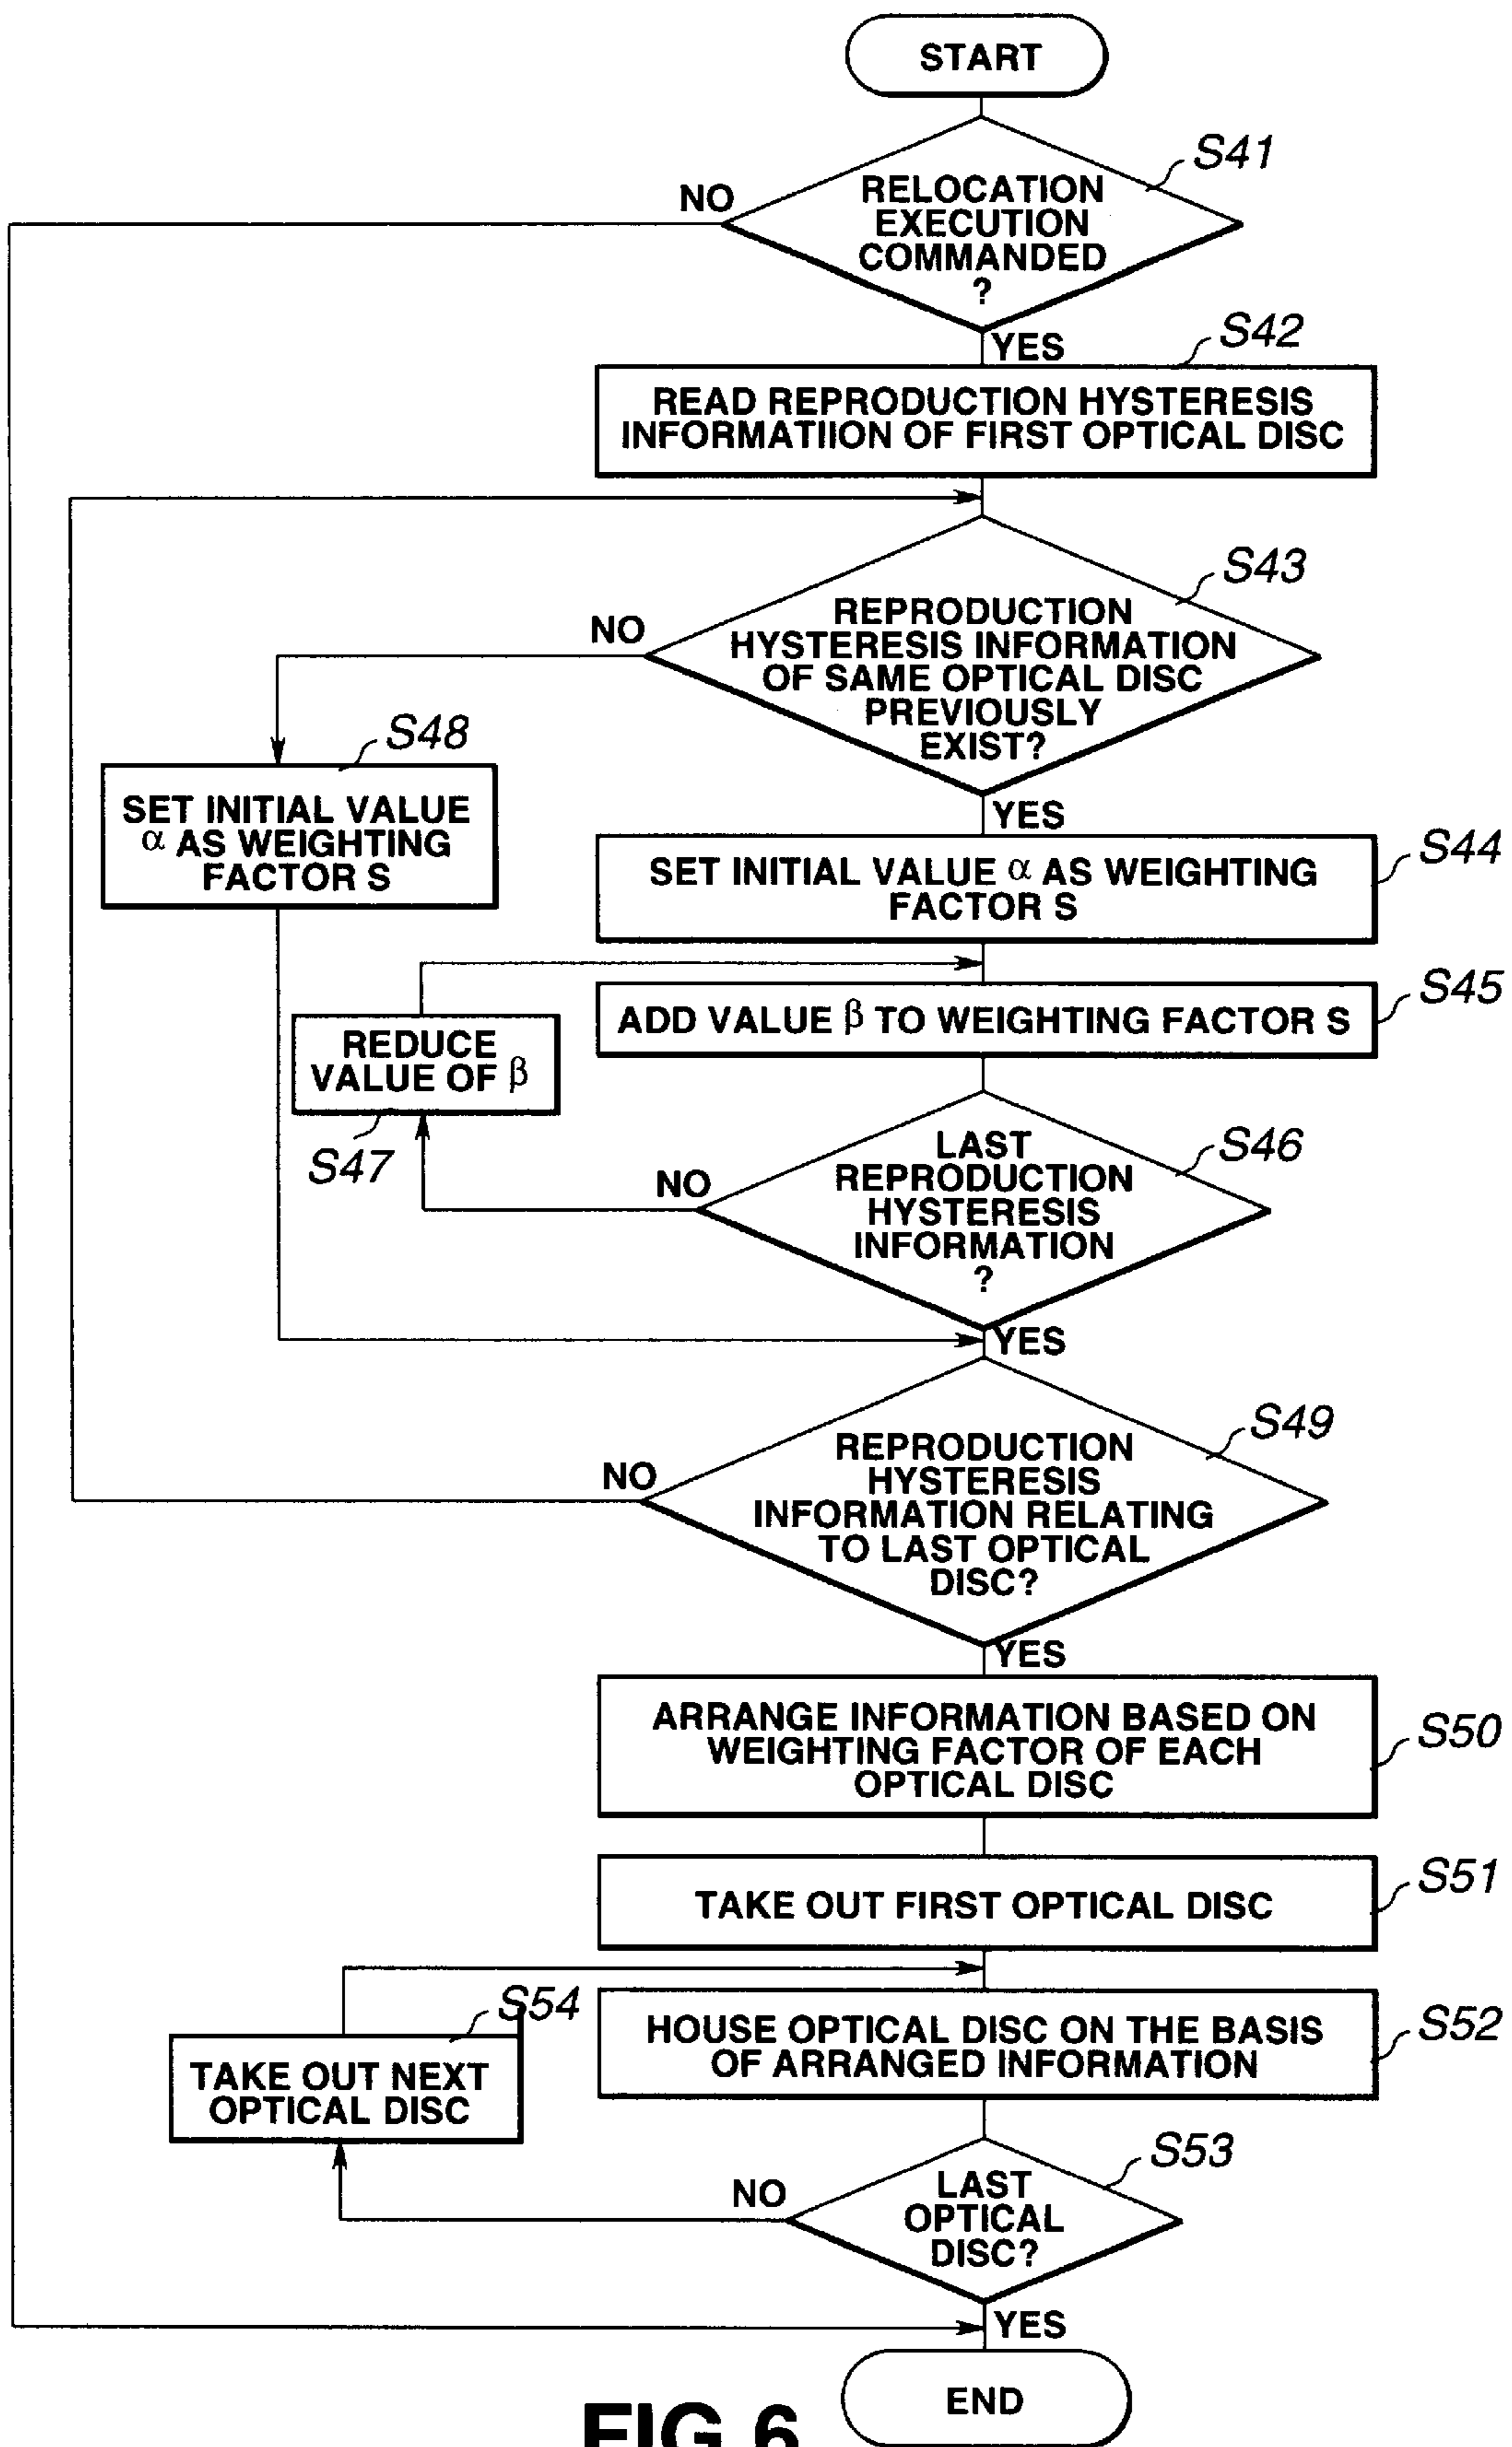 START
S41
NO
RELOCATION
EXECUTION
COMMANDED
?
YES
S42
READ REPRODUCTION HYSTERESIS
INFORMATIION OF FIRST OPTICAL DISC
S43
NO
REPRODUCTION
HYSTERESIS INFORMATION
OF SAME OPTICAL DISC
PREVIOUSLY
EXIST?
S48
SET INITIAL VALUE
α AS WEIGHTING
FACTOR S
YES
S44
SET INITIAL VALUE α AS WEIGHTING
FACTOR S
S45
ADD VALUE β TO WEIGHTING FACTOR S
REDUCE
VALUE OF β
S47
S46
NO
LAST
REPRODUCTION
HYSTERESIS
INFORMATION
?
YES
S49
NO
REPRODUCTION
HYSTERESIS
INFORMATION RELATING
TO LAST OPTICAL
DISC?
YES
S50
ARRANGE INFORMATION BASED ON
WEIGHTING FACTOR OF EACH
OPTICAL DISC
S51
TAKE OUT FIRST OPTICAL DISC
S54
TAKE OUT NEXT
OPTICAL DISC
S52
HOUSE OPTICAL DISC ON THE BASIS
OF ARRANGED INFORMATION
S53
NO
LAST
OPTICAL
DISC?
YES
END
FIG.6